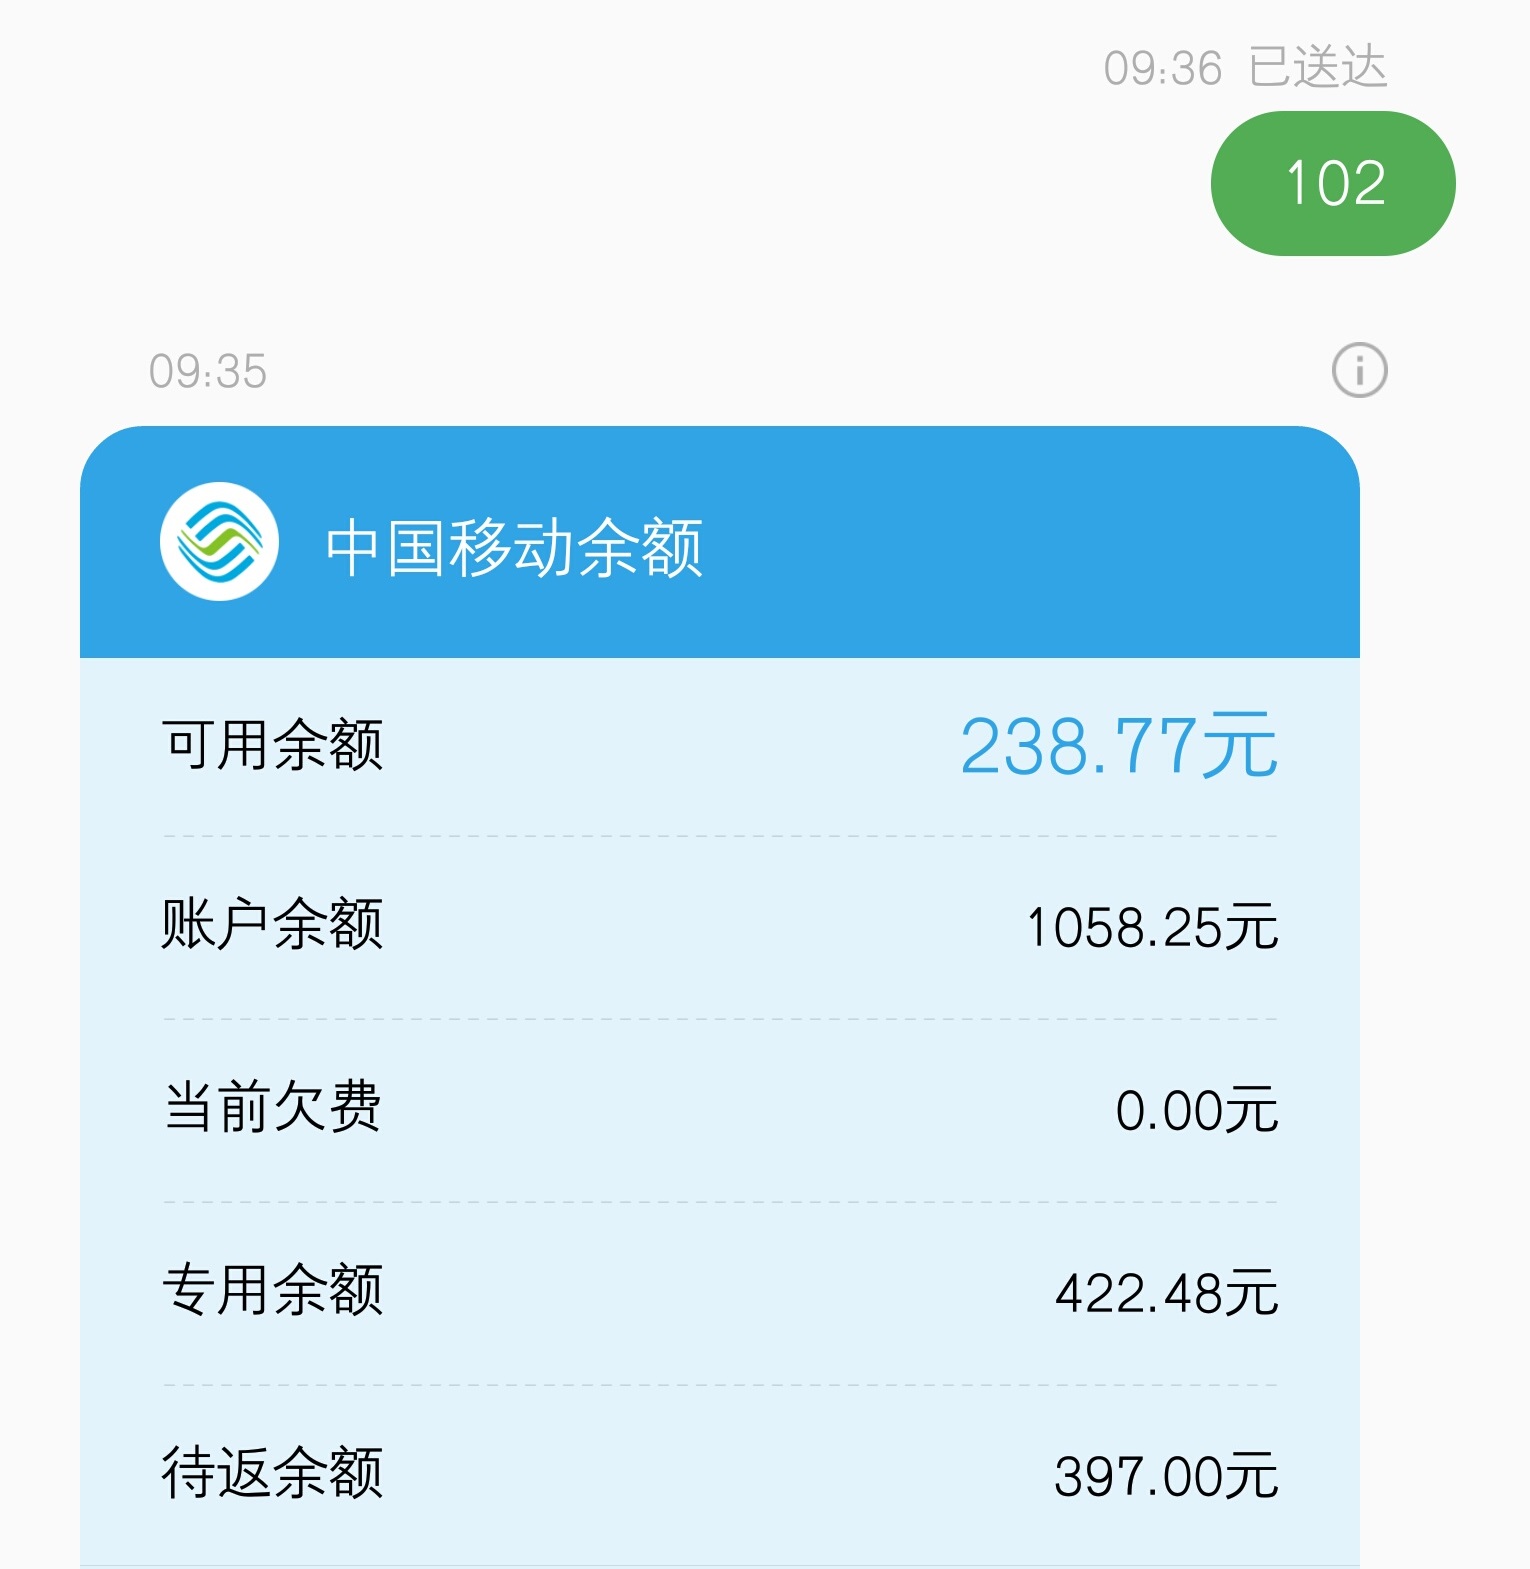 09:36 已送达
102
09:35
中国移动余额
可用余额 238.77元
账户余额 1058.25元
当前欠费 0.00元
专用余额 422.48元
待返余额 397.00元